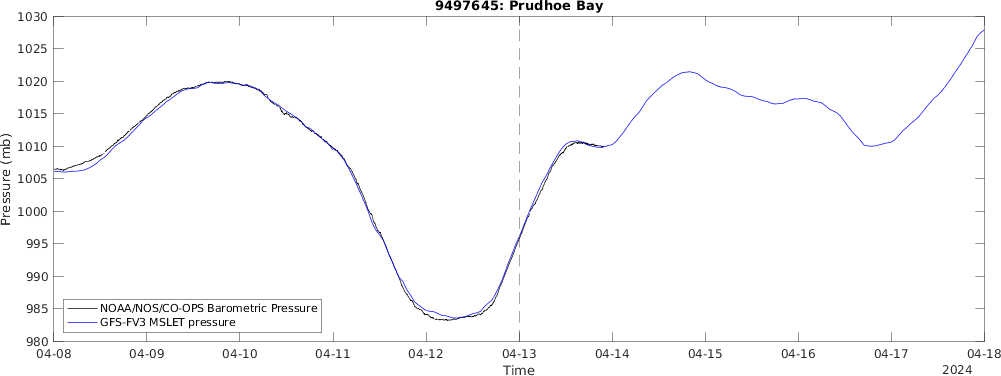 9497645: Prudhoe Bay
1030
1025
1020
1015
1010
1005
1000
995
990
985
980
Pressure (mb)
NOAA/NOS/CO-OPS Barometric Pressure
GFS-FV3 MSLET pressure
04-08 04-09 04-10 04-11 04-12 04-13 04-14 04-15 04-16 04-17 04-18
Time
2024